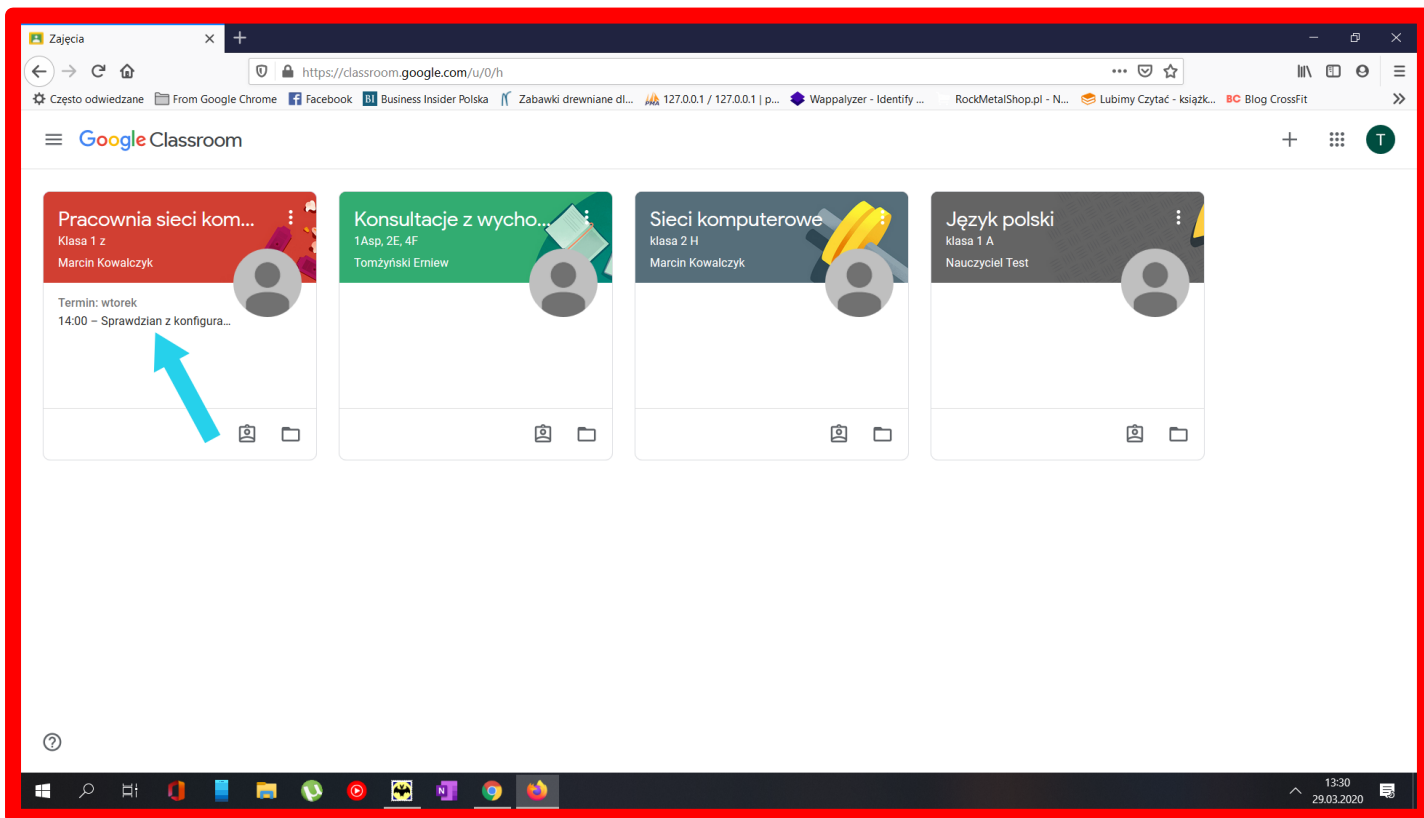 Zajęcia
https://classroom.google.com/u/0/h
Często odwiedzane From Google Chrome Facebook BI Business Insider Polska Zabawki drewniane dl... 127.0.0.1 / 127.0.0.1 | p... Wappalyzer - Identify ... RockMetalShop.pl - N... Lubimy Czytać - książk... BC Blog CrossFit
Google Classroom
T
Pracownia sieci kom...
Klasa 1 z
Marcin Kowalczyk
Termin: wtorek
14:00 – Sprawdzian z konfigura...
Konsultacje z wycho...
1Asp, 2E, 4F
Tomżyński Erniew
Sieci komputerowe
klasa 2 H
Marcin Kowalczyk
Język polski
klasa 1 A
Nauczyciel Test
13:30
29.03.2020